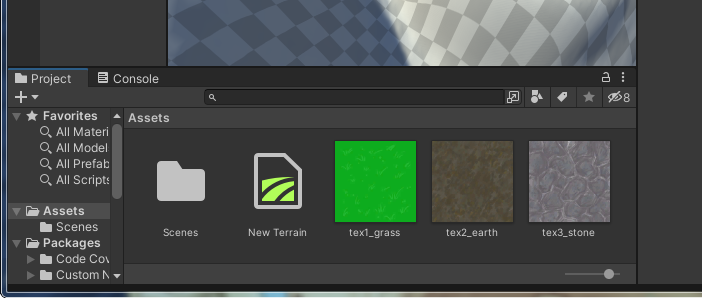 Project
Console
8
Favorites
All Materi
All Model
All Prefab
All Scripts
Assets
Scenes
Packages
Code Cov
Custom N
Assets
Scenes
New Terrain
tex1_grass
tex2_earth
tex3_stone